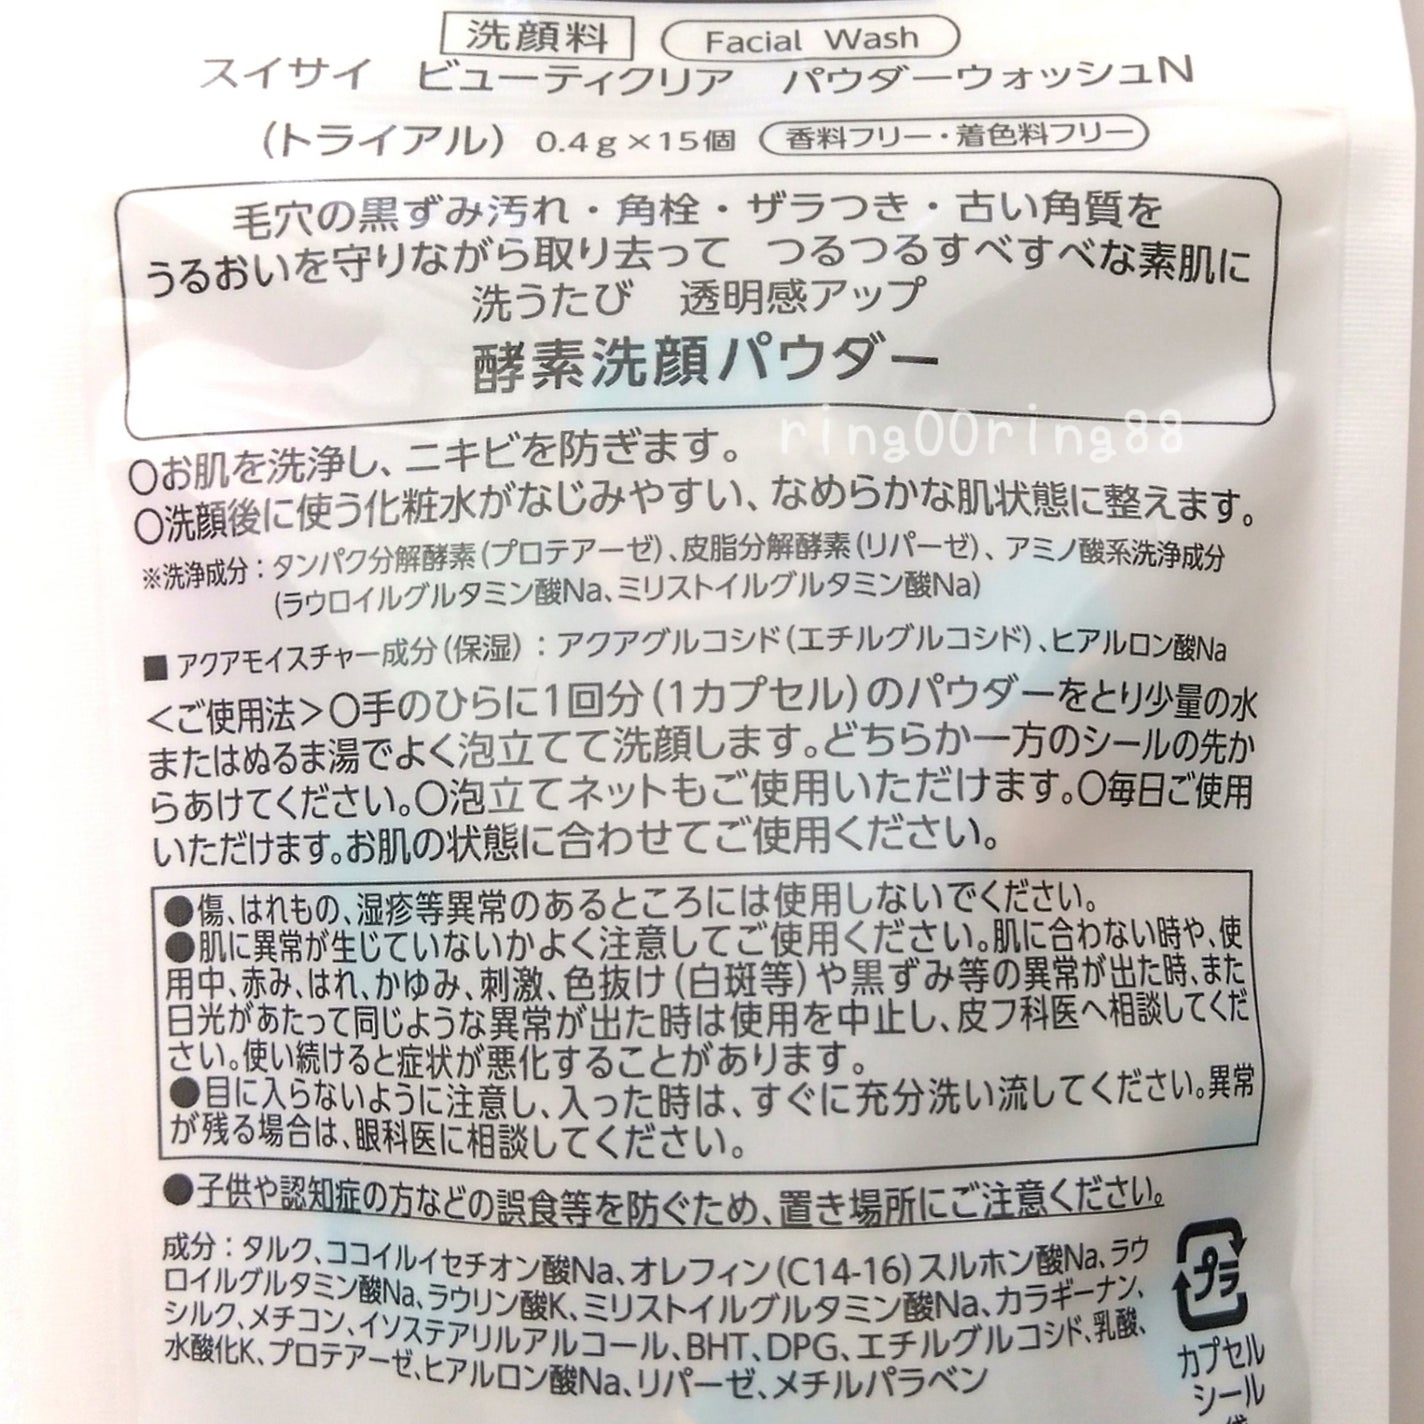 洗顔料 Facial Wash
スイサイ ビューティクリア パウダーウォッシュN
(トライアル) 0.4g×15個 香料フリー・着色料フリー
毛穴の黒ずみ汚れ・角栓・ザラつき・古い角質を
うるおいを守りながら取り去って つるつるすべすべな素肌に
洗うたび 透明感アップ
酵素洗顔パウダー
ring00ring88
○お肌を洗浄し、ニキビを防ぎます。
○洗顔後に使う化粧水がなじみやすい、なめらかな肌状態に整えます。
※洗浄成分：タンパク分解酵素(プロテアーゼ)、皮脂分解酵素(リパーゼ)、アミノ酸系洗浄成分
(ラウロイルグルタミン酸Na、ミリストイルグルタミン酸Na)
■アクアモイスチャー成分(保湿)：アクアグルコシド(エチルグルコシド)、ヒアルロン酸Na
＜ご使用法＞○手のひらに1回分(1カプセル)のパウダーをとり少量の水
またはぬるま湯でよく泡立てて洗顔します。どちらか一方のシールの先か
らあけてください。○泡立てネットもご使用いただけます。○毎日ご使用
いただけます。お肌の状態に合わせてご使用ください。
●傷、はれもの、湿疹等異常のあるところには使用しないでください。
●肌に異常が生じていないかよく注意してご使用ください。肌に合わない時や、使
用中、赤み、はれ、かゆみ、刺激、色抜け(白斑等)や黒ずみ等の異常が出た時、また
日光があたって同じような異常が出た時は使用を中止し、皮フ科医へ相談してくだ
さい。使い続けると症状が悪化することがあります。
●目に入らないように注意し、入った時は、すぐに充分洗い流してください。異常
が残る場合は、眼科医に相談してください。
●子供や認知症の方などの誤食等を防ぐため、置き場所にご注意ください。
成分：タルク、ココイルイセチオン酸Na、オレフィン(C14-16)スルホン酸Na、ラウ
ロイルグルタミン酸Na、ラウリン酸K、ミリストイルグルタミン酸Na、カラギーナン、
シルク、メチコン、イソステアリルアルコール、BHT、DPG、エチルグルコシド、乳酸、
水酸化K、プロテアーゼ、ヒアルロン酸Na、リパーゼ、メチルパラベン
プラ
カプセル
シール